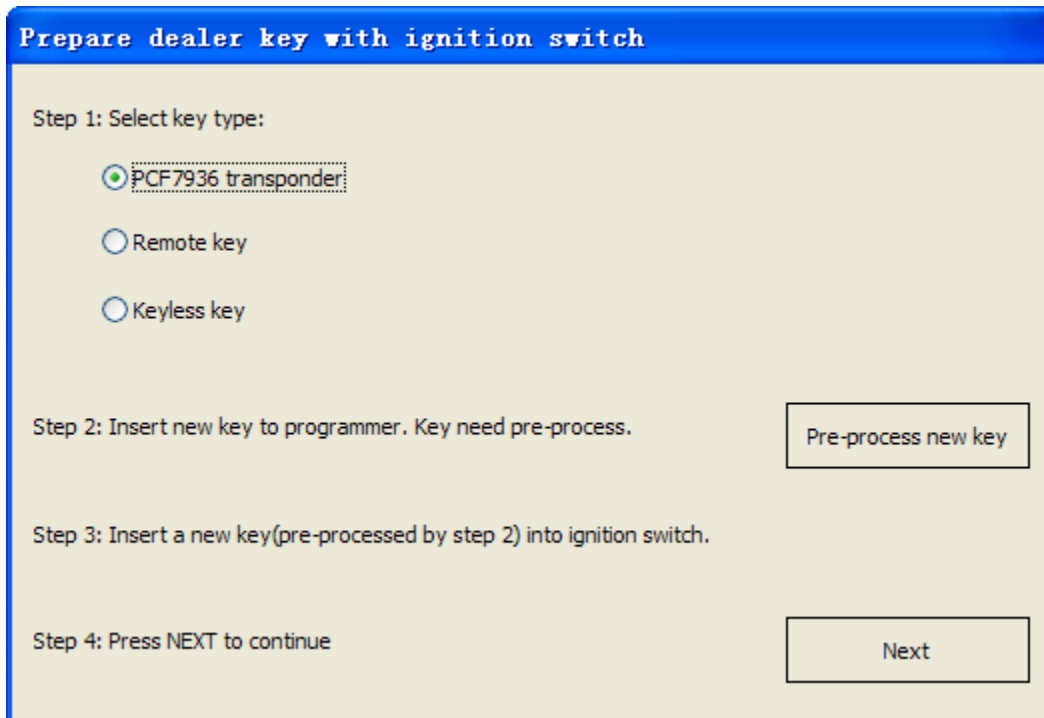 Prepare dealer key with ignition switch
Step 1: Select key type:
PCF7936 transponder
Remote key
Keyless key
Step 2: Insert new key to programmer. Key need pre-process.
Pre-process new key
Step 3: Insert a new key(pre-processed by step 2) into ignition switch.
Step 4: Press NEXT to continue
Next